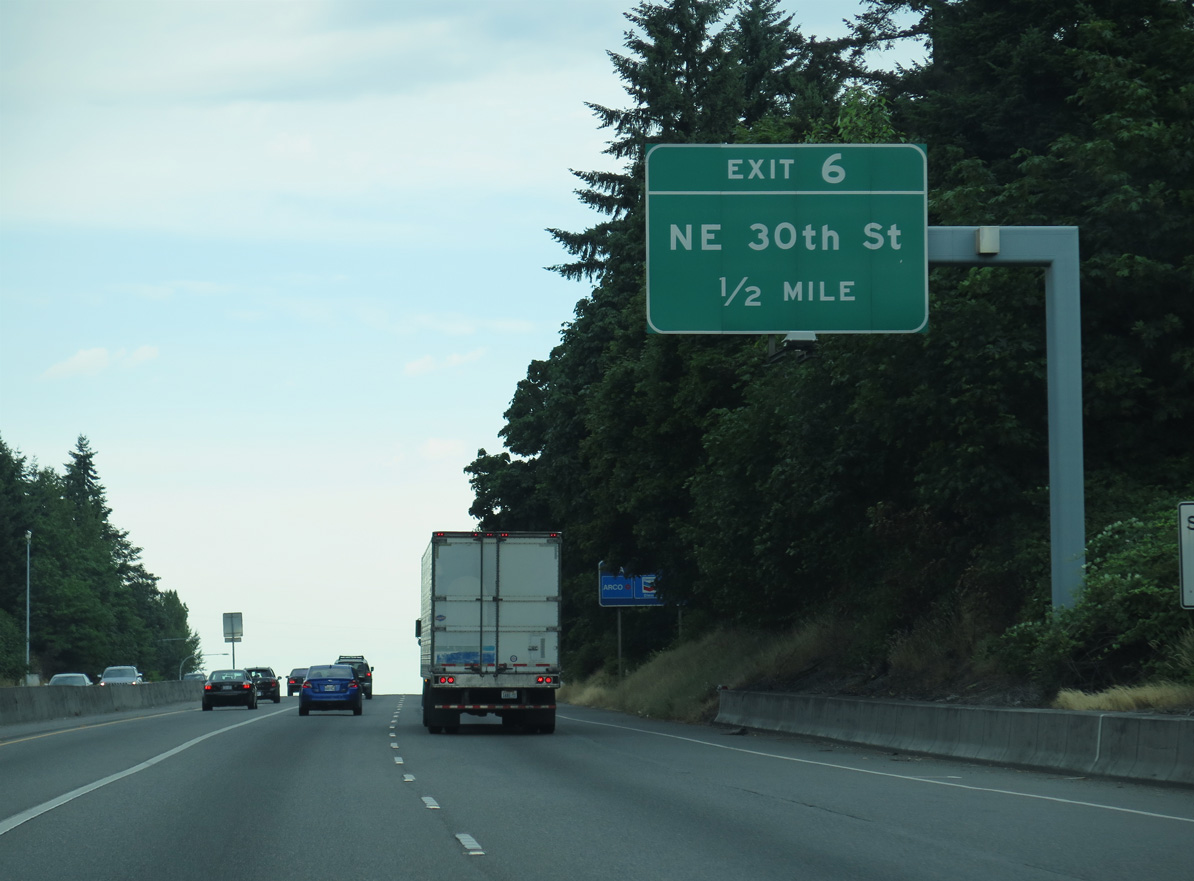 EXIT 6
NE 30th St
1/2 MILE
ARCO
S